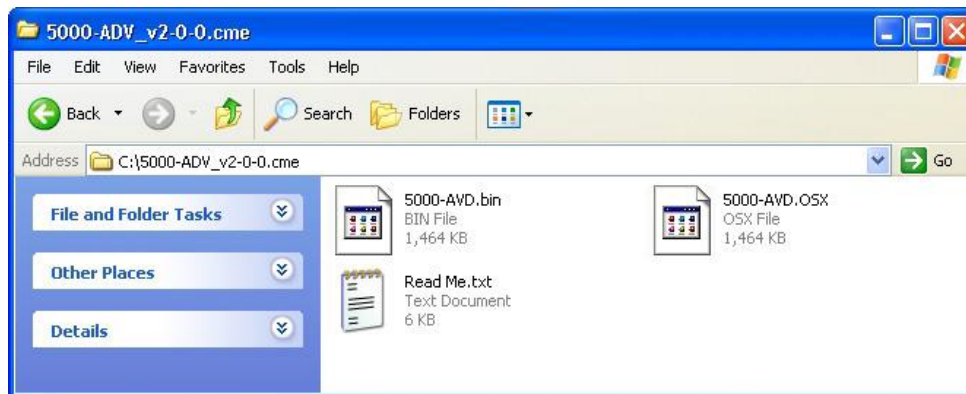 5000-ADV_v2-0-0.cme
File Edit View Favorites Tools Help
Back Search Folders
Address C:\5000-ADV_v2-0-0.cme Go
File and Folder Tasks
Other Places
Details
5000-AVD.bin
BIN File
1,464 KB
5000-AVD.OSX
OSX File
1,464 KB
Read Me.txt
Text Document
6 KB